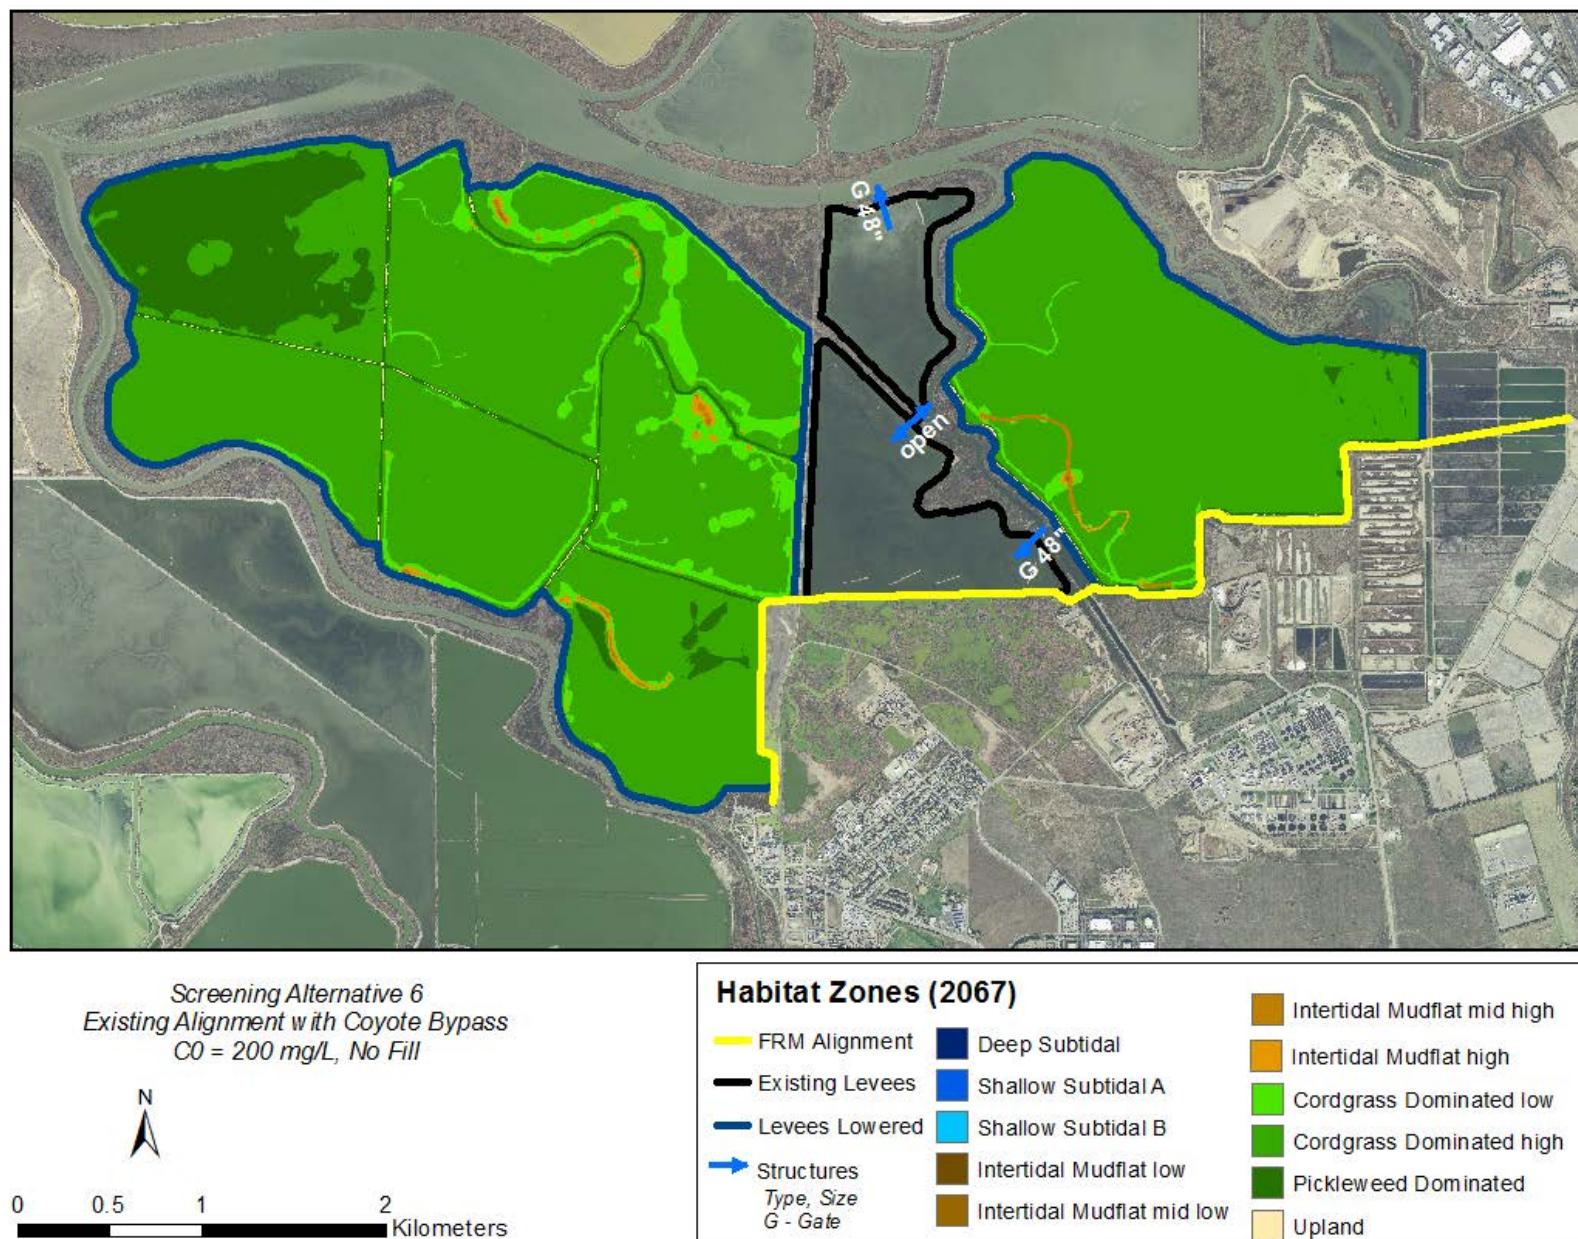 G 48"
open
G 48"
Screening Alternative 6
Existing Alignment with Coyote Bypass
C0 = 200 mg/L, No Fill
N
0 0.5 1 2
Kilometers
Habitat Zones (2067)
FRM Alignment
Existing Levees
Levees Lowered
Structures
Type, Size
G - Gate
Deep Subtidal
Shallow Subtidal A
Shallow Subtidal B
Intertidal Mudflat low
Intertidal Mudflat mid low
Intertidal Mudflat mid high
Intertidal Mudflat high
Cordgrass Dominated low
Cordgrass Dominated high
Pickleweed Dominated
Upland